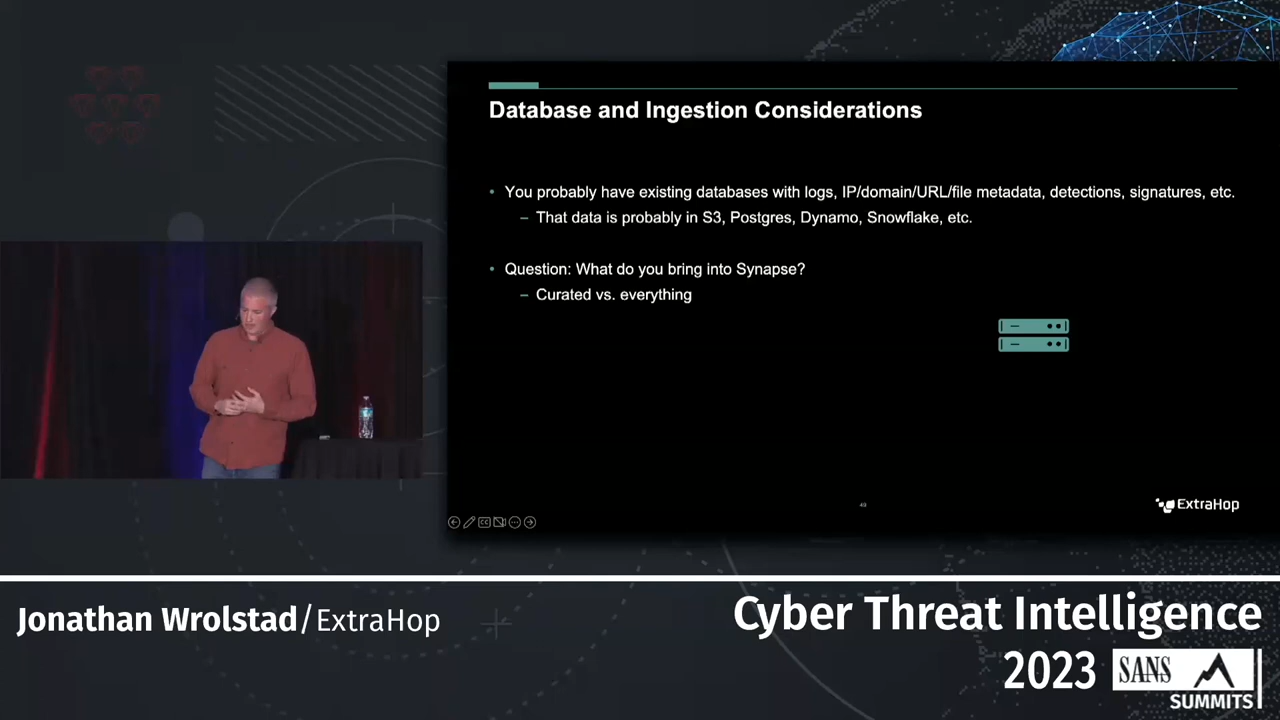 Database and Ingestion Considerations
• You probably have existing databases with logs, IP/domain/URL/file metadata, detections, signatures, etc.
– That data is probably in S3, Postgres, Dynamo, Snowflake, etc.
• Question: What do you bring into Synapse?
– Curated vs. everything
49
ExtraHop
CC
Jonathan Wrolstad/ExtraHop
Cyber Threat Intelligence
2023 SANS
SUMMITS